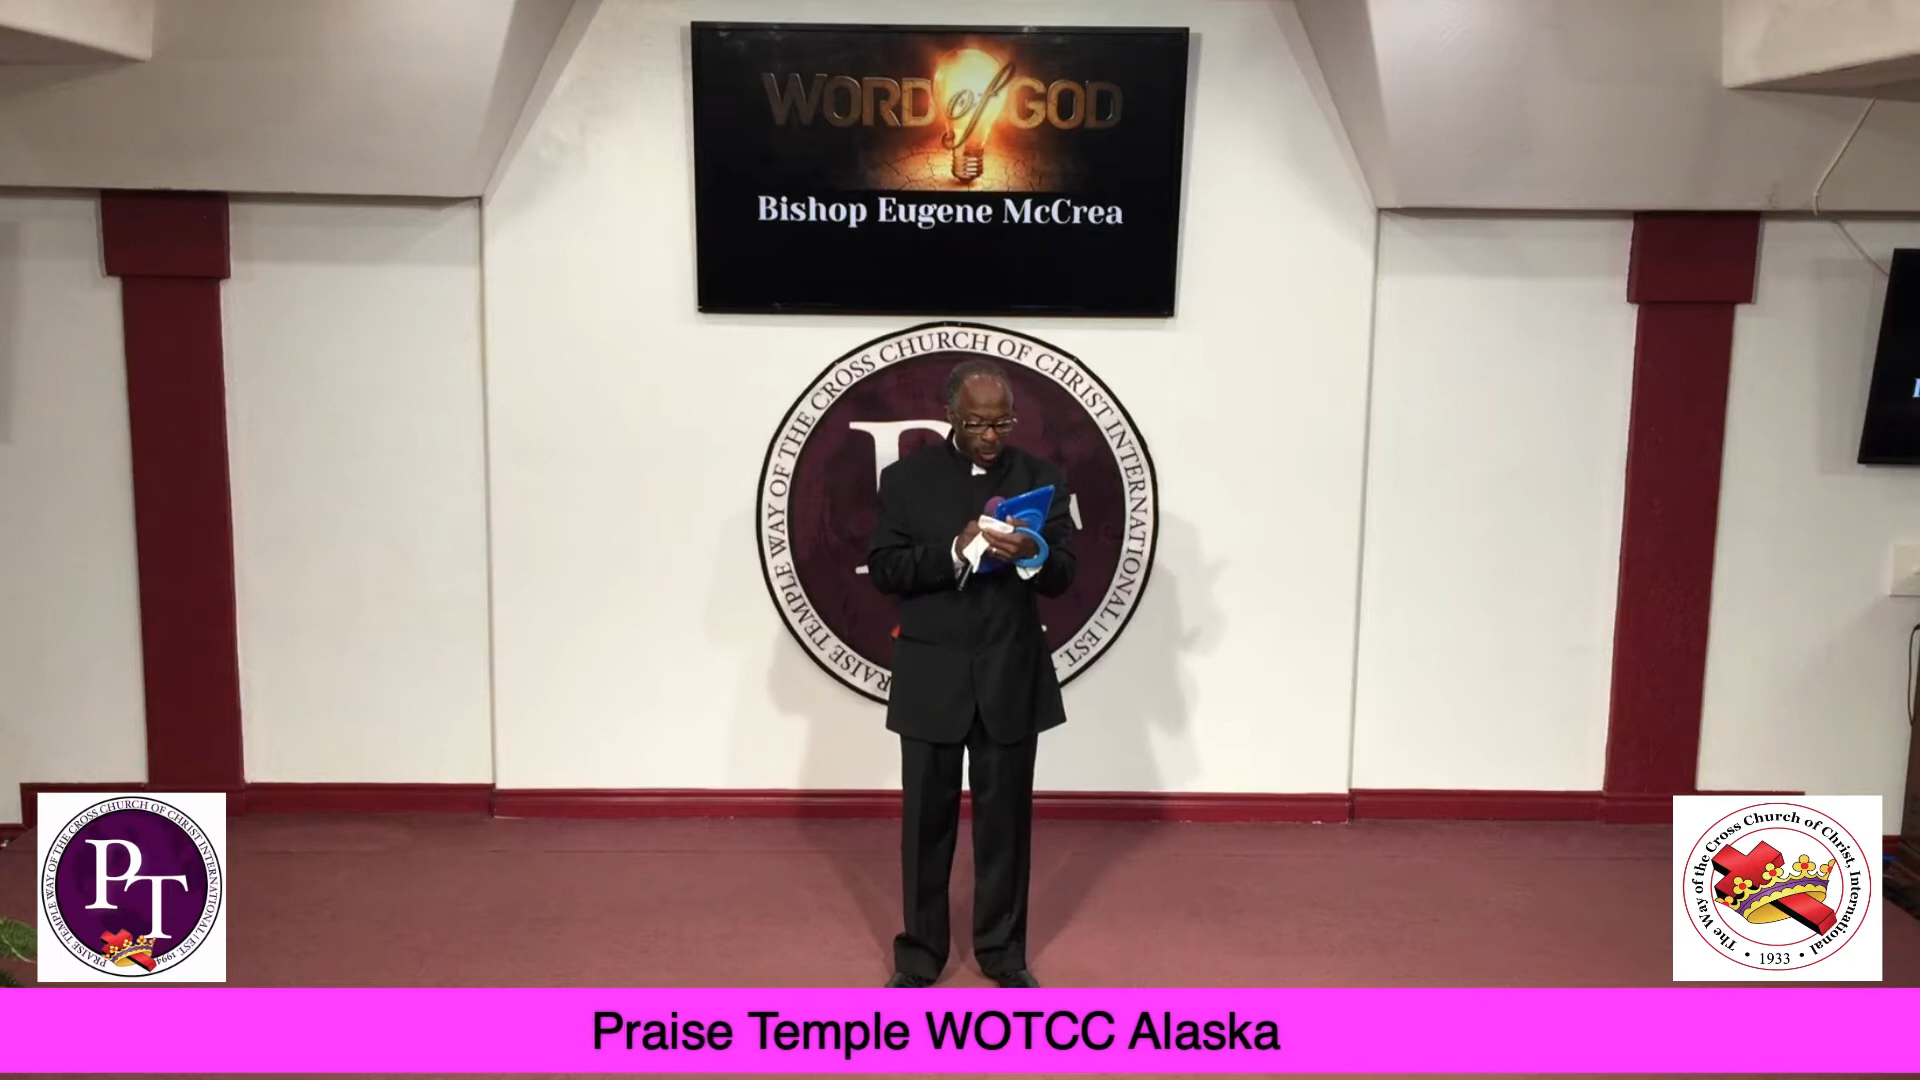 WORD of GOD
Bishop Eugene McCrea
PRAISE TEMPLE WAY OF THE CROSS CHURCH OF CHRIST INTERNATIONAL | EST.
P
PRAISE TEMPLE WAY OF THE CROSS CHURCH OF CHRIST INTERNATIONAL | EST. 1994
PT
The Way of the Cross Church of Christ, International
• 1933 •
Praise Temple WOTCC Alaska